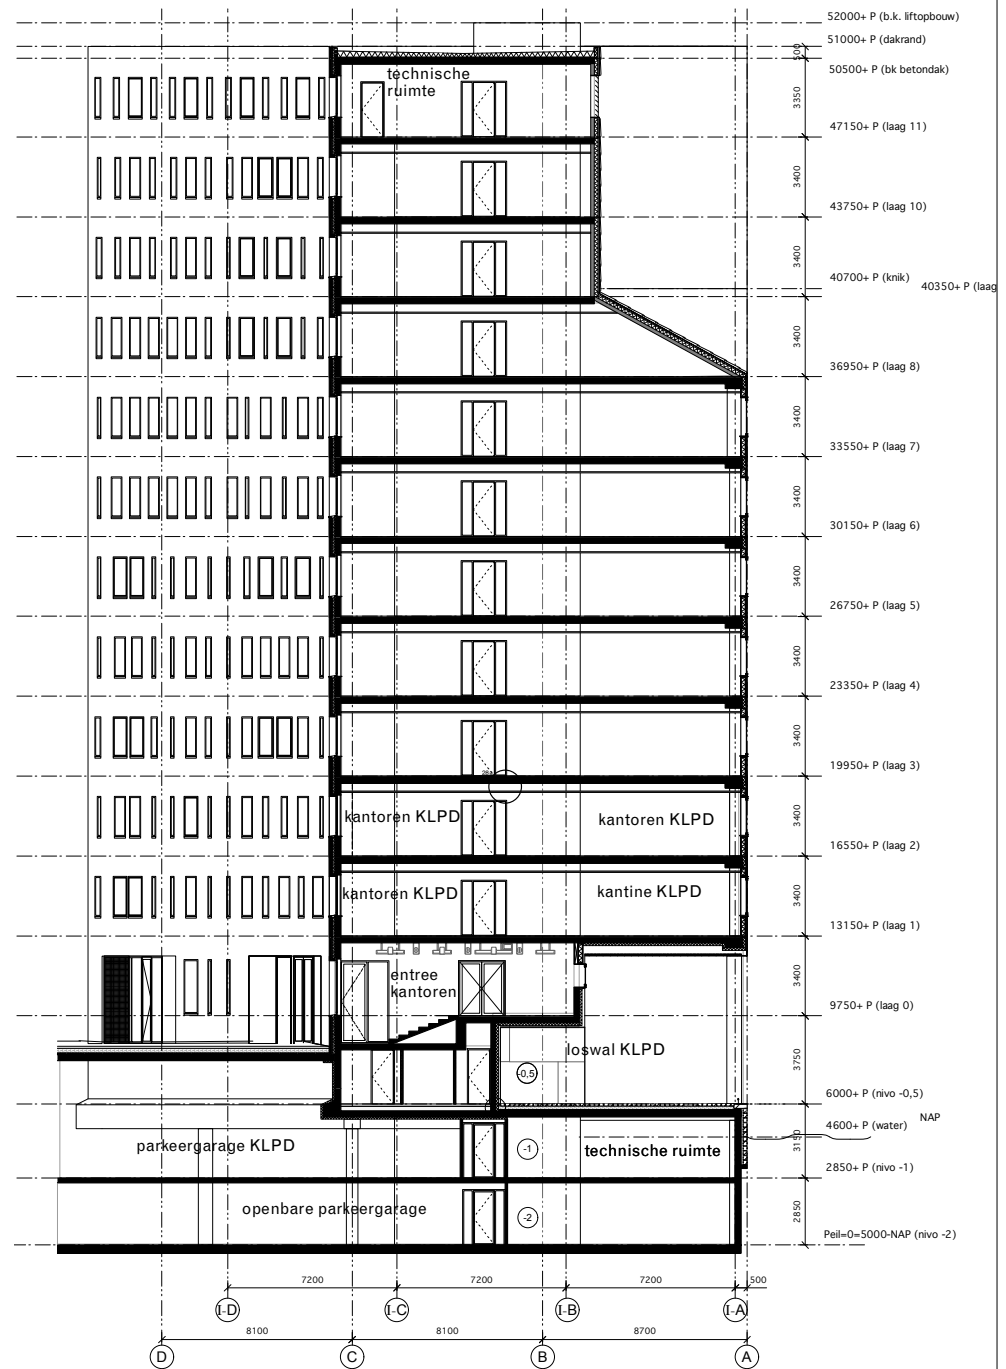 52000+ P (b.k. liftopbouw)
51000+ P (dakrand)
500
50500+ P (bk betondak)
technische
ruimte
3350
47150+ P (laag 11)
3400
43750+ P (laag 10)
3400
40700+ P (knik)
40350+ P (laag
3400
36950+ P (laag 8)
3400
33550+ P (laag 7)
3400
30150+ P (laag 6)
3400
26750+ P (laag 5)
3400
23350+ P (laag 4)
3400
19950+ P (laag 3)
kantoren KLPD
kantoren KLPD
3400
16550+ P (laag 2)
kantoren KLPD
kantine KLPD
3400
13150+ P (laag 1)
entree
kantoren
3400
9750+ P (laag 0)
loswal KLPD
3750
-0,5
6000+ P (nivo -0,5)
NAP
4600+ P (water)
parkeergarage KLPD
-1
technische ruimte
3150
2850+ P (nivo -1)
openbare parkeergarage
-2
2850
Peil=0=5000-NAP (nivo -2)
7200
7200
7200
500
I-D
I-C
I-B
I-A
8100
8100
8700
D
C
B
A